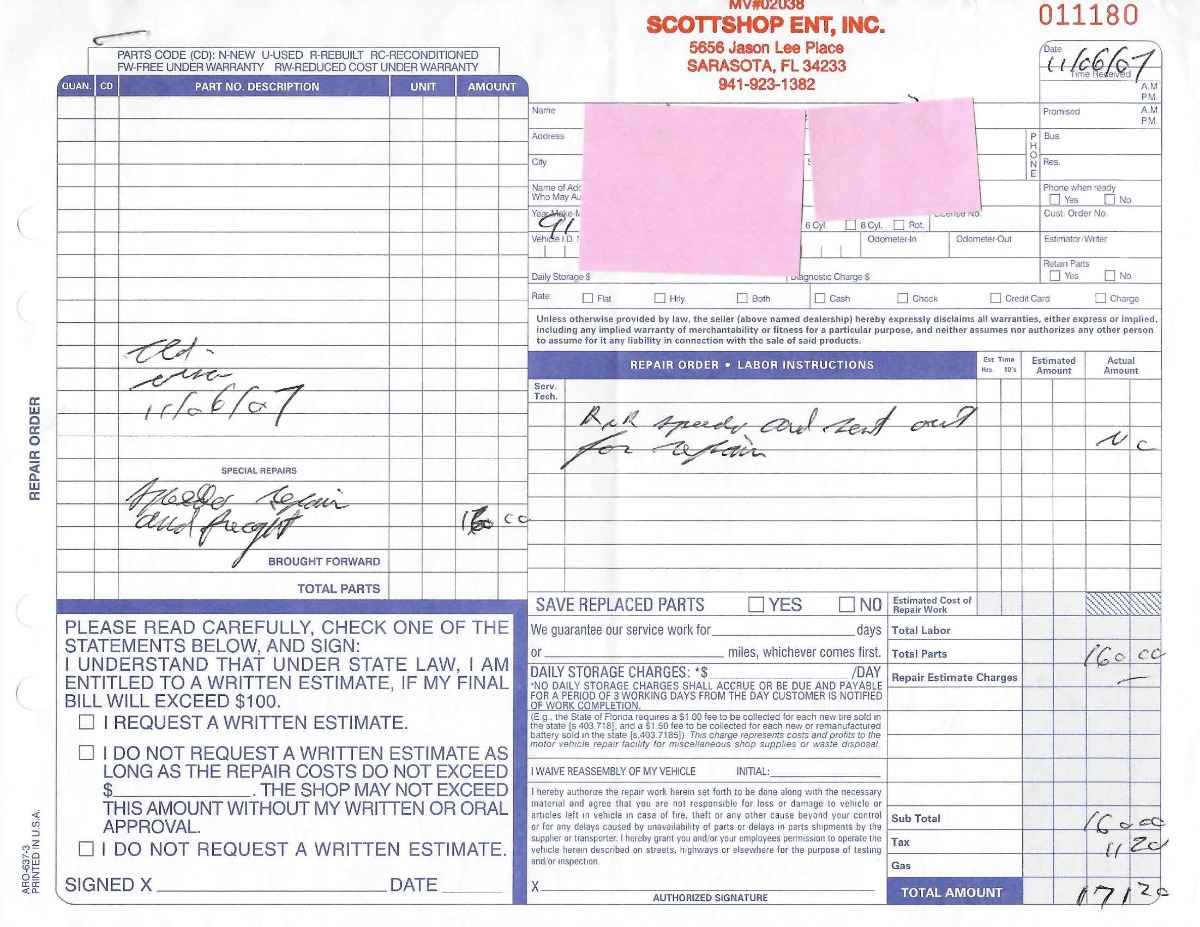 MV#02038
SCOTTSHOP ENT, INC.
5656 Jason Lee Place
SARASOTA, FL 34233
941-923-1382
011180
PARTS CODE (CD): N-NEW U-USED R-REBUILT RC-RECONDITIONED
FW-FREE UNDER WARRANTY RW-REDUCED COST UNDER WARRANTY
QUAN. CD PART NO. DESCRIPTION UNIT AMOUNT
11/06/07
SPECIAL REPAIRS
speedo repair
and freight 160 00
BROUGHT FORWARD
TOTAL PARTS
REPAIR ORDER
ARO-637-3
PRINTED IN U.S.A.
PLEASE READ CAREFULLY, CHECK ONE OF THE
STATEMENTS BELOW, AND SIGN:
I UNDERSTAND THAT UNDER STATE LAW, I AM
ENTITLED TO A WRITTEN ESTIMATE, IF MY FINAL
BILL WILL EXCEED $100.
I REQUEST A WRITTEN ESTIMATE.
I DO NOT REQUEST A WRITTEN ESTIMATE AS
LONG AS THE REPAIR COSTS DO NOT EXCEED
$ . THE SHOP MAY NOT EXCEED
THIS AMOUNT WITHOUT MY WRITTEN OR ORAL
APPROVAL.
I DO NOT REQUEST A WRITTEN ESTIMATE.
SIGNED X DATE
Date
11/06/07
Time Received
A.M
P.M.
Name
Promised A.M
P.M.
Address
PHONE
Bus.
City
Res.
Name of
Who May
Phone when ready
Yes No
Year-Make
91
6 Cyl. 8 Cyl. Rot.
License No.
Cust. Order No.
Vehicle I.D.
Odometer-In Odometer-Out Estimator/Writer
Retain Parts
Yes No
Daily Storage $ Diagnostic Charge $
Rate: Flat Hrly. Both Cash Check Credit Card Charge
Unless otherwise provided by law, the seller (above named dealership) hereby expressly disclaims all warranties, either express or implied,
including any implied warranty of merchantability or fitness for a particular purpose, and neither assumes nor authorizes any other person
to assume for it any liability in connection with the sale of said products.
REPAIR ORDER • LABOR INSTRUCTIONS
Est. Time
Hrs. 10's
Estimated
Amount
Actual
Amount
Serv.
Tech.
R&R speedo and sent out
for repair NC
SAVE REPLACED PARTS YES NO
Estimated Cost of
Repair Work
We guarantee our service work for days
or miles, whichever comes first.
Total Labor
Total Parts 160 00
DAILY STORAGE CHARGES: *$ /DAY
Repair Estimate Charges
*NO DAILY STORAGE CHARGES SHALL ACCRUE OR BE DUE AND PAYABLE
FOR A PERIOD OF 3 WORKING DAYS FROM THE DAY CUSTOMER IS NOTIFIED
OF WORK COMPLETION.
(E.g., the State of Florida requires a $1.00 fee to be collected for each new tire sold in
the state [s.403.718], and a $1.50 fee to be collected for each new or remanufactured
battery sold in the state [s.403.7185]). This charge represents costs and profits to the
motor vehicle repair facility for miscellaneous shop supplies or waste disposal.
I WAIVE REASSEMBLY OF MY VEHICLE INITIAL:
I hereby authorize the repair work herein set forth to be done along with the necessary
material and agree that you are not responsible for loss or damage to vehicle or
articles left in vehicle in case of fire, theft or any other cause beyond your control
or for any delays caused by unavailability of parts or delays in parts shipments by the
supplier or transporter. I hereby grant you and/or your employees permission to operate the
vehicle herein described on streets, highways or elsewhere for the purpose of testing
and/or inspection.
X
AUTHORIZED SIGNATURE
Sub Total 160 00
Tax 11 20
Gas
TOTAL AMOUNT 171 20